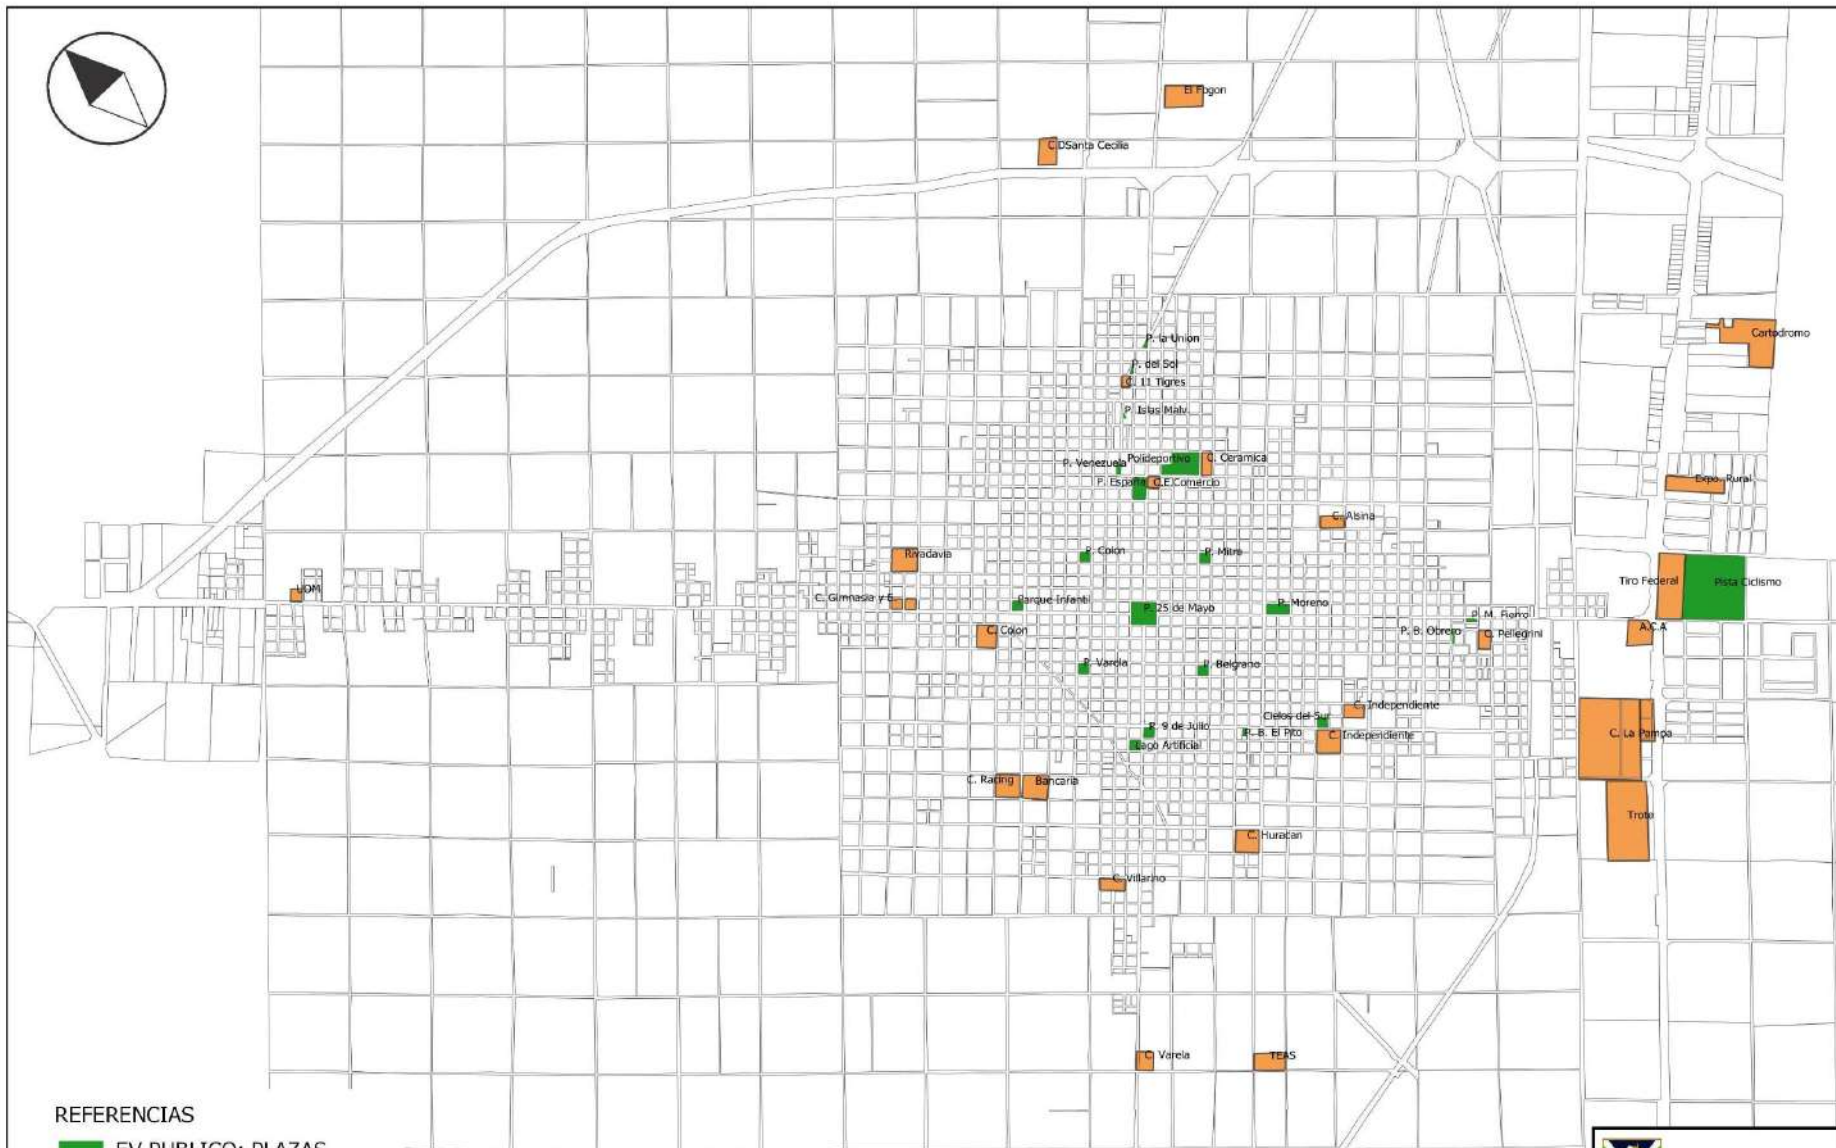 El Fogon
C.DSanta Cecilia
Cartodromo
P. la Union
P. del Sol
C. 11 Tigres
P. Islas Malv.
P. Venezuela
Polideportivo
C. Ceramica
P. España
C.E.Comercio
Expo. Rural
C. Alsina
Rivadavia
P. Colon
P. Mitre
Tiro Federal
Pista Ciclismo
UOM
C. Gimnasia y E.
Parque Infantil
P. 25 de Mayo
P. Moreno
P. M. Fierro
C. Colon
P. B. Obrero
C. Pellegrini
A.C.A
P. Varela
P. Belgrano
C. Independiente
Cielos del Sur
P. 9 de Julio
P. B. El Pito
C. Independiente
C. La Pampa
Lago Artificial
C. Racing
Bancaria
Trote
C. Huracan
C. Villarino
C. Varela
TEAS
REFERENCIAS
EV PUBLICO: PLAZAS